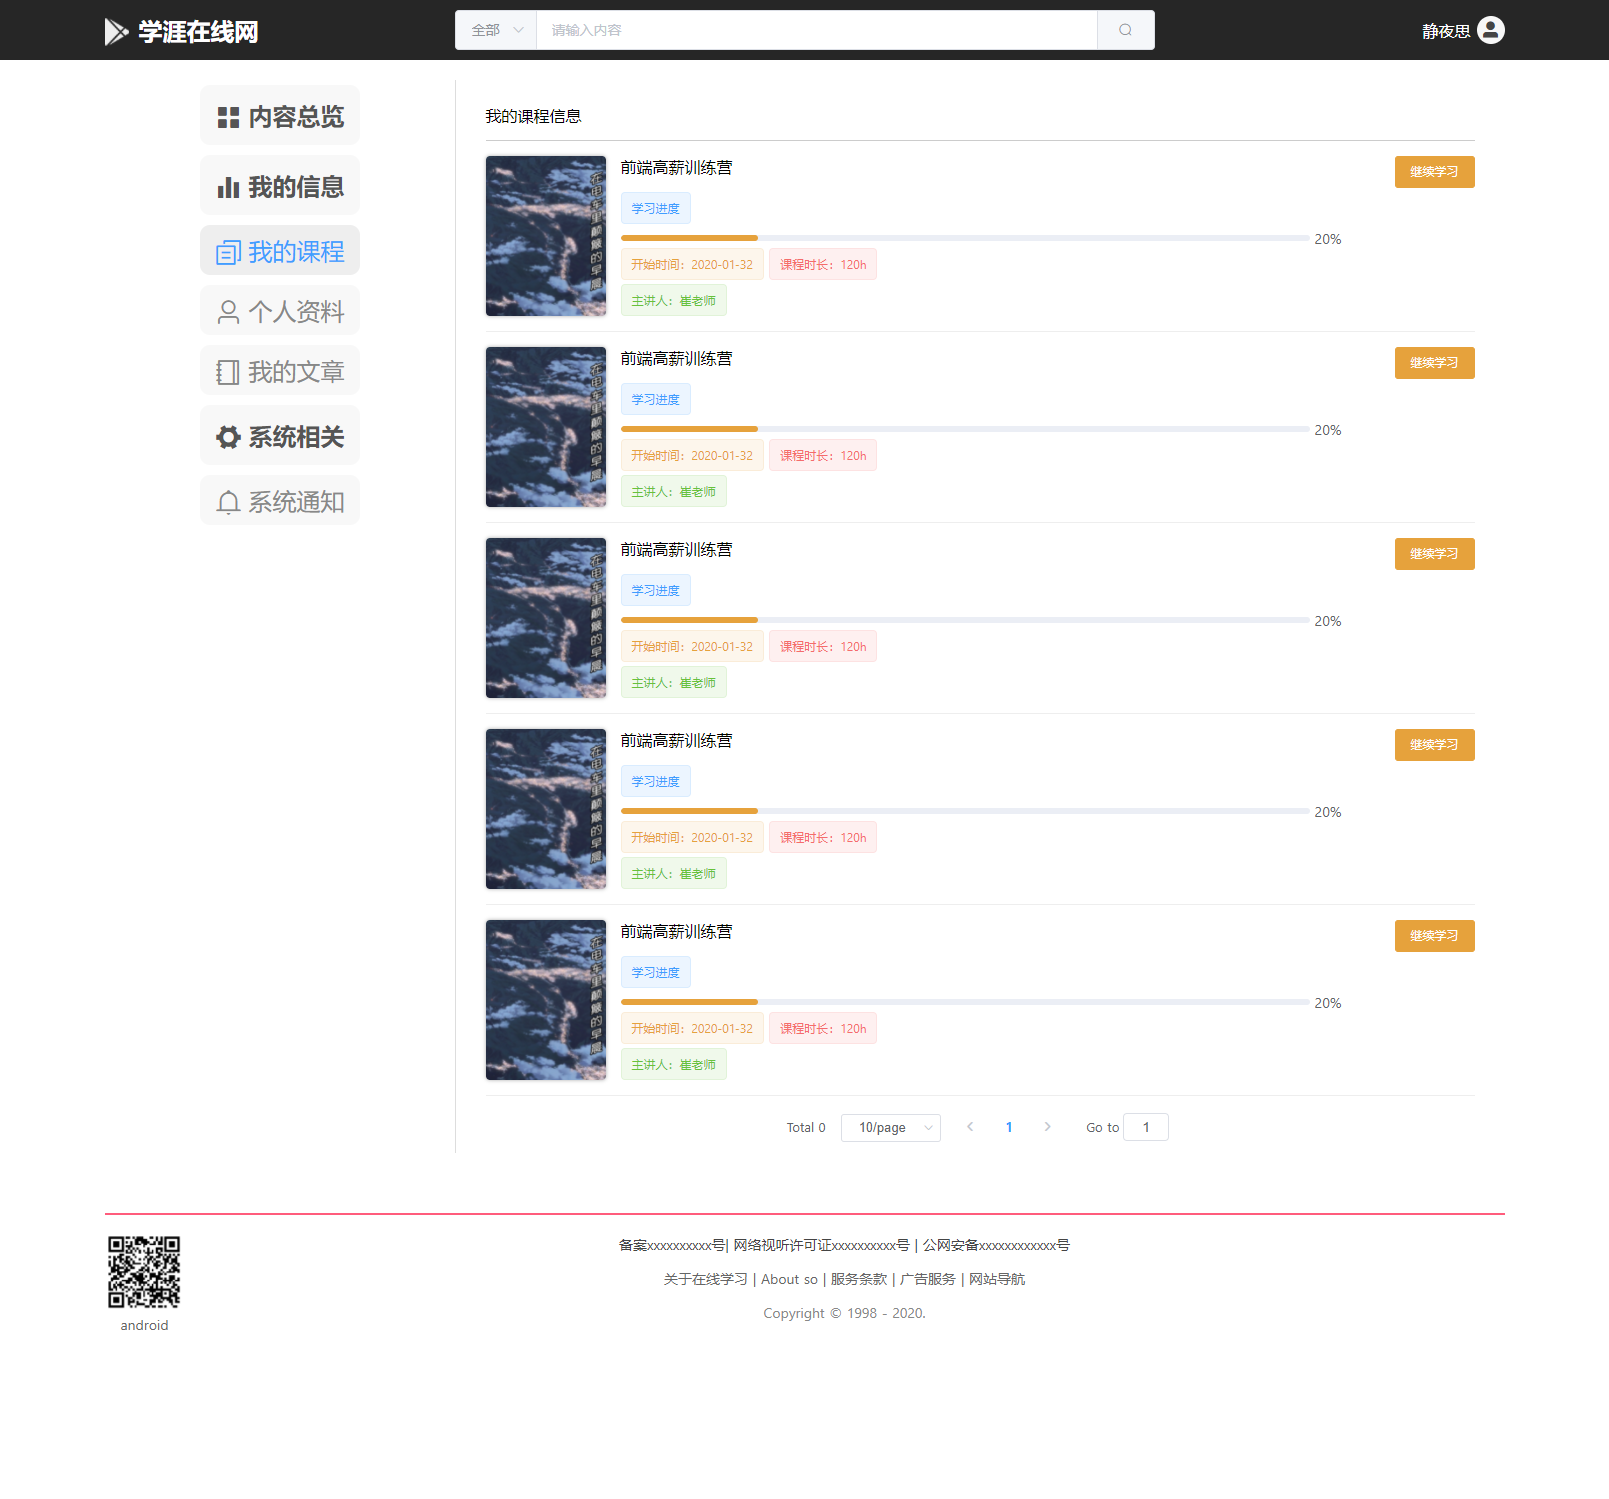 学涯在线网
全部 请输入内容
静夜思
内容总览
我的信息
我的课程
个人资料
我的文章
系统相关
系统通知
我的课程信息
在电车里颠簸的早晨
前端高薪训练营
继续学习
学习进度
20%
开始时间：2020-01-32 课程时长：120h
主讲人：崔老师
在电车里颠簸的早晨
前端高薪训练营
继续学习
学习进度
20%
开始时间：2020-01-32 课程时长：120h
主讲人：崔老师
在电车里颠簸的早晨
前端高薪训练营
继续学习
学习进度
20%
开始时间：2020-01-32 课程时长：120h
主讲人：崔老师
在电车里颠簸的早晨
前端高薪训练营
继续学习
学习进度
20%
开始时间：2020-01-32 课程时长：120h
主讲人：崔老师
在电车里颠簸的早晨
前端高薪训练营
继续学习
学习进度
20%
开始时间：2020-01-32 课程时长：120h
主讲人：崔老师
Total 0 10/page 1 Go to 1
备案xxxxxxxxxx号| 网络视听许可证xxxxxxxxxx号 | 公网安备xxxxxxxxxxxx号
关于在线学习 | About so | 服务条款 | 广告服务 | 网站导航
Copyright © 1998 - 2020.
android